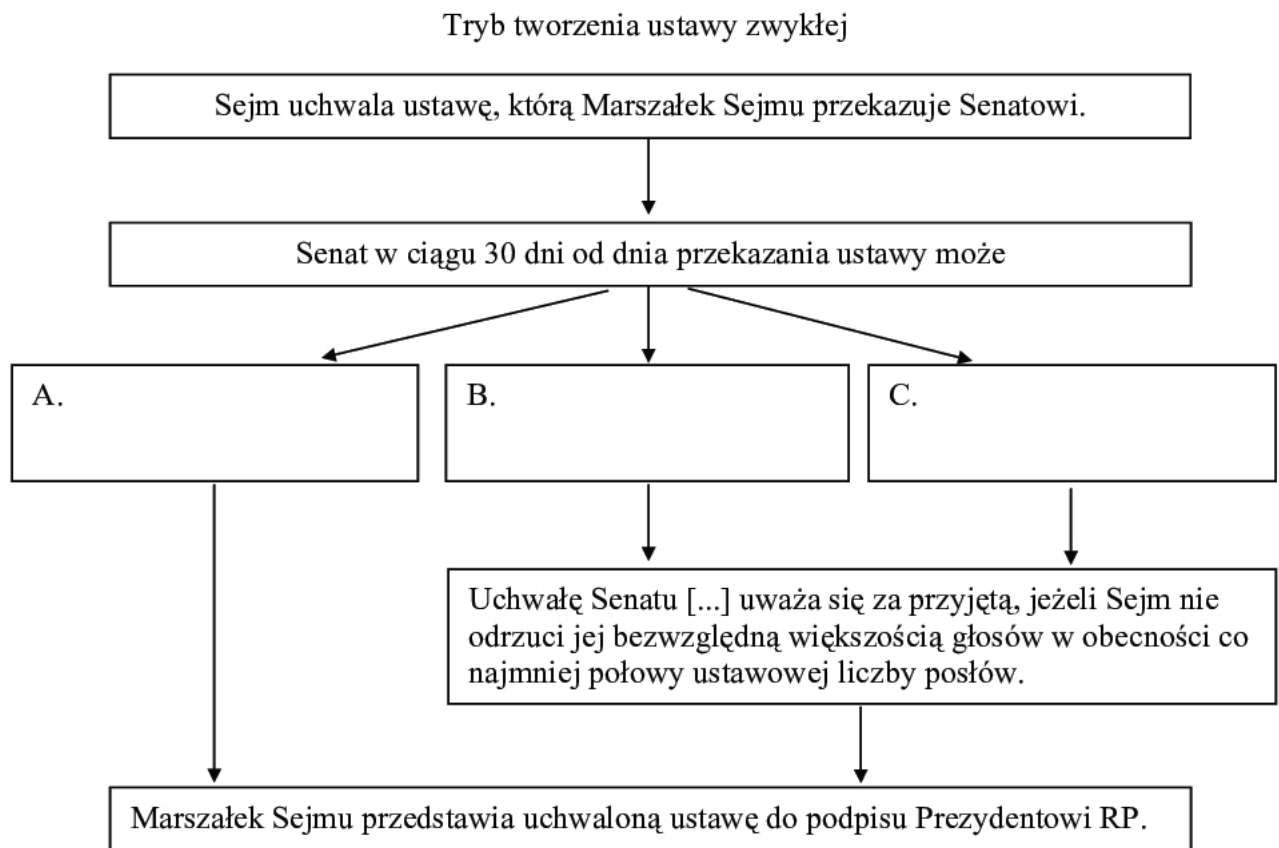 Tryb tworzenia ustawy zwykłej
Sejm uchwala ustawę, którą Marszałek Sejmu przekazuje Senatowi.
Senat w ciągu 30 dni od dnia przekazania ustawy może
A.
B.
C.
Uchwałę Senatu [...] uważa się za przyjętą, jeżeli Sejm nie
odrzuci jej bezwzględną większością głosów w obecności co
najmniej połowy ustawowej liczby posłów.
Marszałek Sejmu przedstawia uchwaloną ustawę do podpisu Prezydentowi RP.